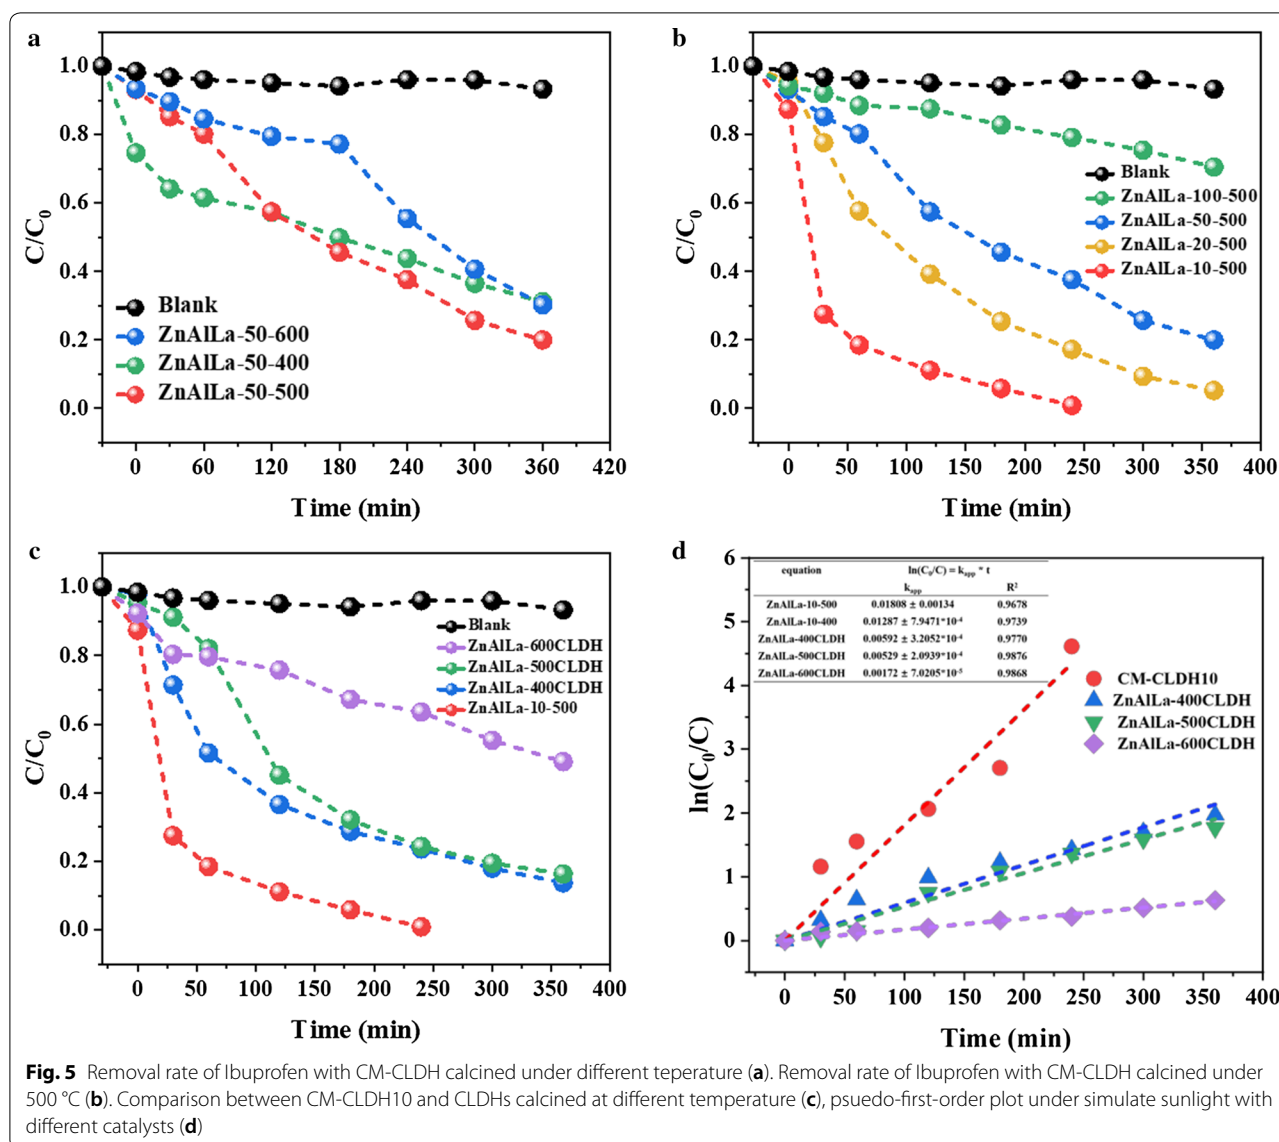 a
1.0
0.8
0.6
0.4
0.2
0.0
C/C0
Blank
ZnAlLa-50-600
ZnAlLa-50-400
ZnAlLa-50-500
0 60 120 180 240 300 360 420
Time (min)
b
1.0
0.8
0.6
0.4
0.2
0.0
C/C0
Blank
ZnAlLa-100-500
ZnAlLa-50-500
ZnAlLa-20-500
ZnAlLa-10-500
0 50 100 150 200 250 300 350 400
Time (min)
c
1.0
0.8
0.6
0.4
0.2
0.0
C/C0
Blank
ZnAlLa-600CLDH
ZnAlLa-500CLDH
ZnAlLa-400CLDH
ZnAlLa-10-500
0 50 100 150 200 250 300 350 400
Time (min)
d
6
5
4
3
2
1
0
ln(C0/C)
equation ln(C0/C) = kapp * t
kapp R2
ZnAlLa-10-500 0.01808 ± 0.00134 0.9678
ZnAlLa-10-400 0.01287 ± 7.9471*10-4 0.9739
ZnAlLa-400CLDH 0.00592 ± 3.2052*10-4 0.9770
ZnAlLa-500CLDH 0.00529 ± 2.0939*10-4 0.9876
ZnAlLa-600CLDH 0.00172 ± 7.0205*10-5 0.9868
CM-CLDH10
ZnAlLa-400CLDH
ZnAlLa-500CLDH
ZnAlLa-600CLDH
0 50 100 150 200 250 300 350 400
Time (min)
Fig. 5 Removal rate of Ibuprofen with CM-CLDH calcined under different teperature (a). Removal rate of Ibuprofen with CM-CLDH calcined under
500 °C (b). Comparison between CM-CLDH10 and CLDHs calcined at different temperature (c), psuedo-first-order plot under simulate sunlight with
different catalysts (d)